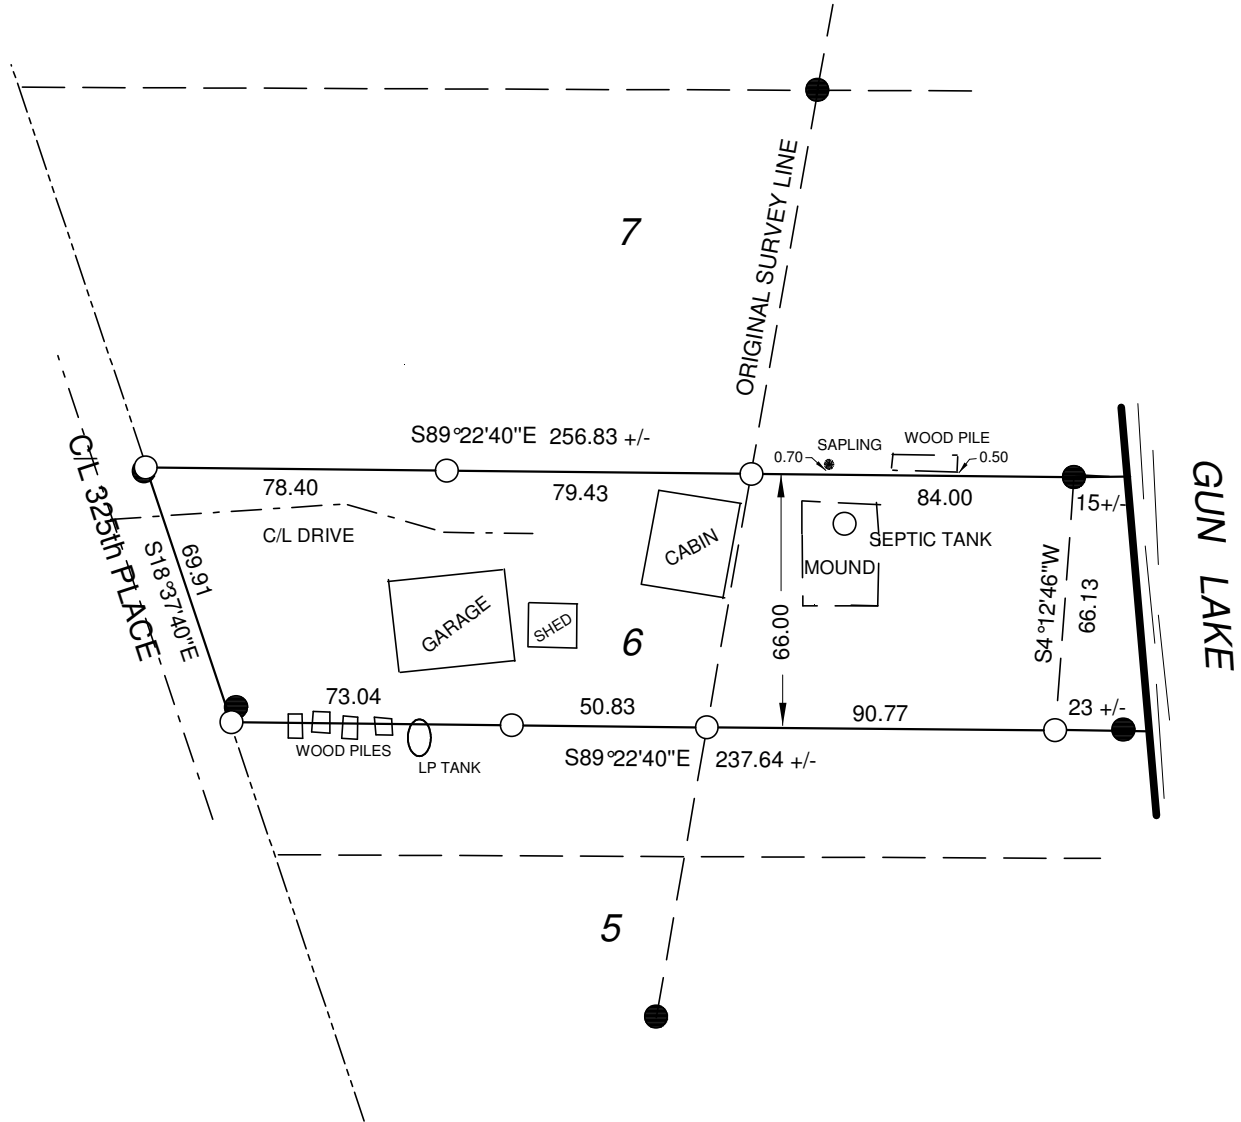 7
ORIGINAL SURVEY LINE
S89°22'40"E 256.83 +/-
SAPLING
WOOD PILE
0.70
0.50
78.40
79.43
84.00
15+/-
C/L DRIVE
CABIN
SEPTIC TANK
MOUND
C/L 325th PLACE
69.91
S18°37'40"E
GARAGE
SHED
6
66.00
S4°12'46"W
66.13
GUN LAKE
73.04
50.83
90.77
23 +/-
WOOD PILES
LP TANK
S89°22'40"E 237.64 +/-
5